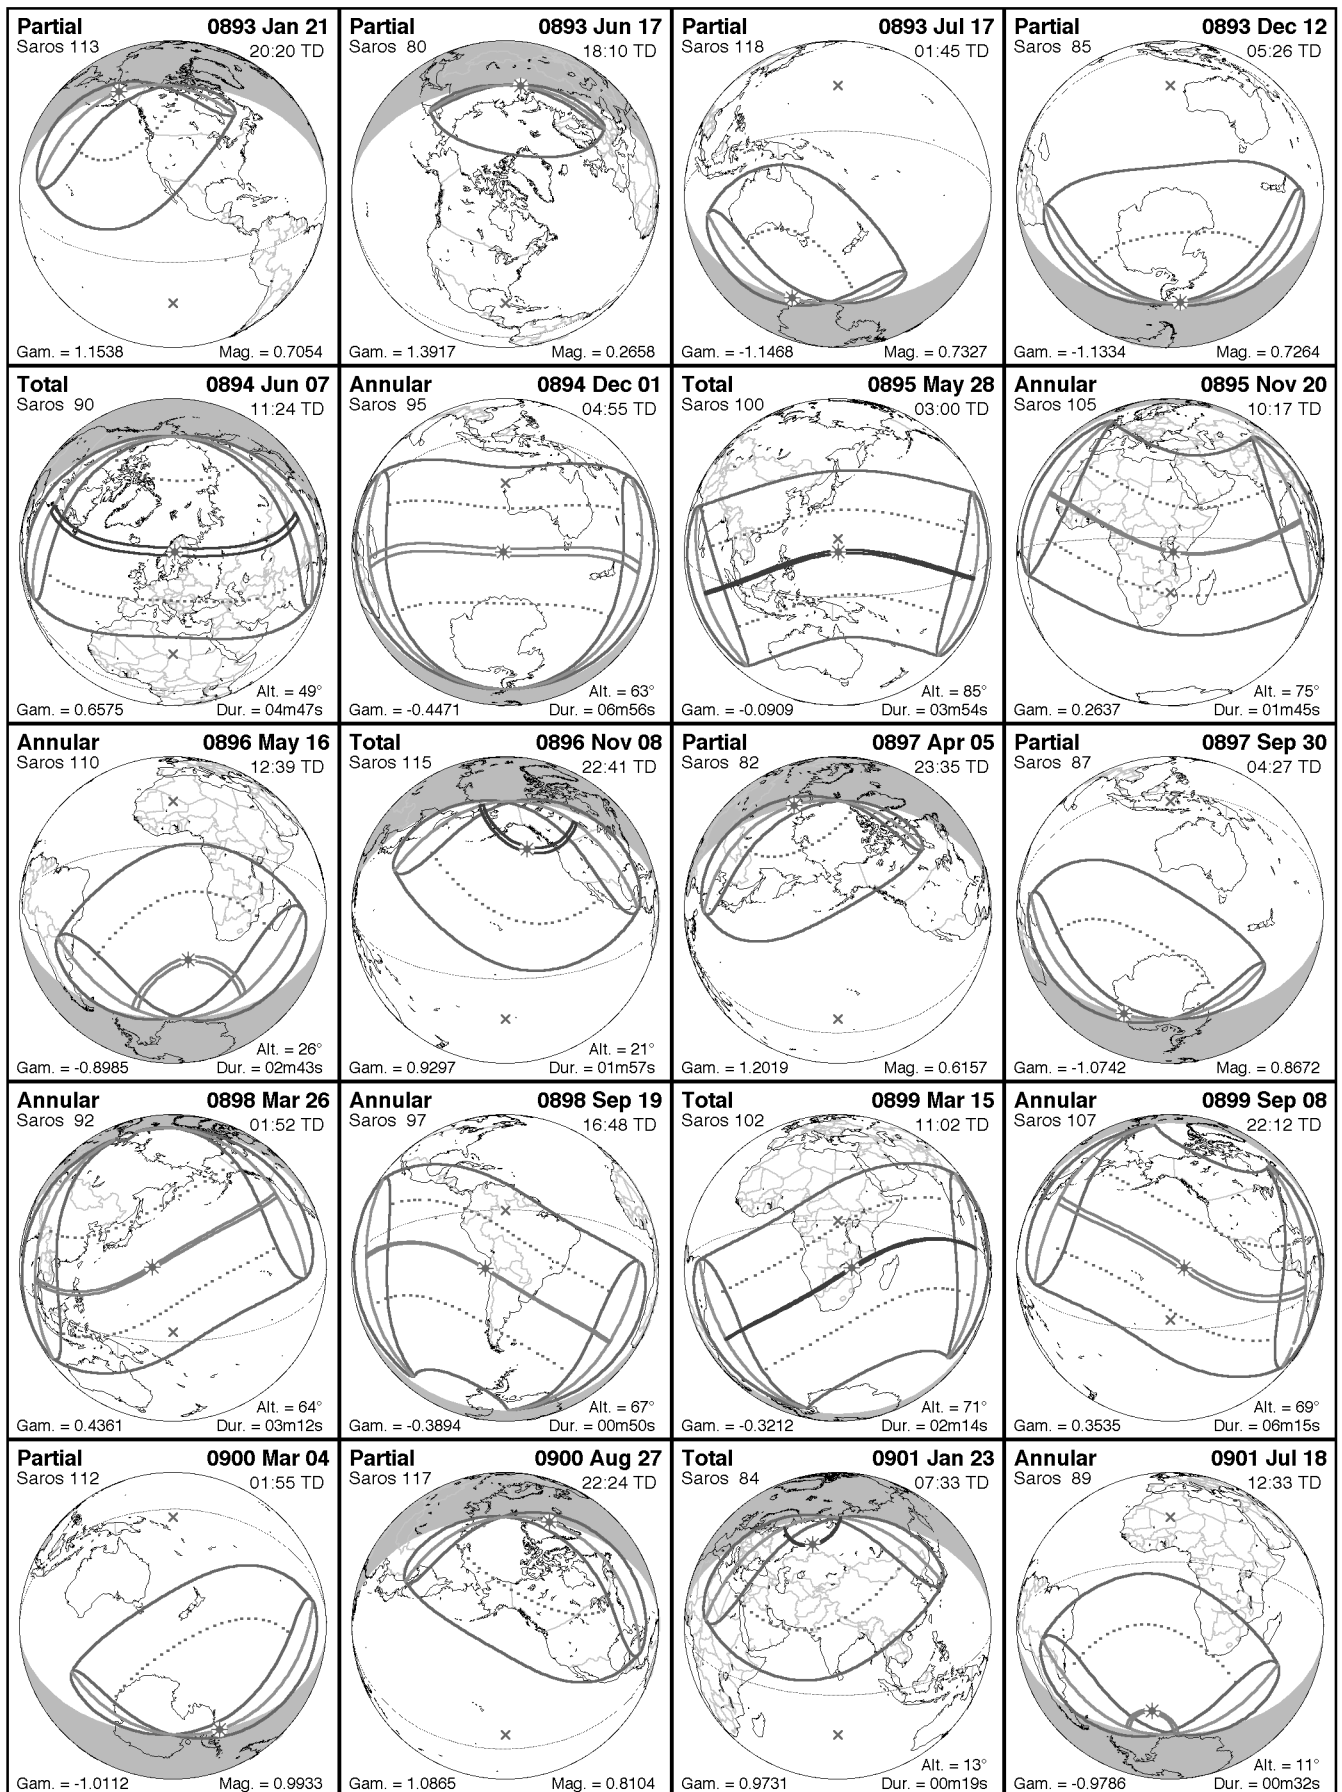 Partial 0893 Jan 21
Saros 113 20:20 TD
Gam. = 1.1538 Mag. = 0.7054
Partial 0893 Jun 17
Saros 80 18:10 TD
Gam. = 1.3917 Mag. = 0.2658
Partial 0893 Jul 17
Saros 118 01:45 TD
Gam. = -1.1468 Mag. = 0.7327
Partial 0893 Dec 12
Saros 85 05:26 TD
Gam. = -1.1334 Mag. = 0.7264
Total 0894 Jun 07
Saros 90 11:24 TD
Alt. = 49°
Gam. = 0.6575 Dur. = 04m47s
Annular 0894 Dec 01
Saros 95 04:55 TD
Alt. = 63°
Gam. = -0.4471 Dur. = 06m56s
Total 0895 May 28
Saros 100 03:00 TD
Alt. = 85°
Gam. = -0.0909 Dur. = 03m54s
Annular 0895 Nov 20
Saros 105 10:17 TD
Alt. = 75°
Gam. = 0.2637 Dur. = 01m45s
Annular 0896 May 16
Saros 110 12:39 TD
Alt. = 26°
Gam. = -0.8985 Dur. = 02m43s
Total 0896 Nov 08
Saros 115 22:41 TD
Alt. = 21°
Gam. = 0.9297 Dur. = 01m57s
Partial 0897 Apr 05
Saros 82 23:35 TD
Gam. = 1.2019 Mag. = 0.6157
Partial 0897 Sep 30
Saros 87 04:27 TD
Gam. = -1.0742 Mag. = 0.8672
Annular 0898 Mar 26
Saros 92 01:52 TD
Alt. = 64°
Gam. = 0.4361 Dur. = 03m12s
Annular 0898 Sep 19
Saros 97 16:48 TD
Alt. = 67°
Gam. = -0.3894 Dur. = 00m50s
Total 0899 Mar 15
Saros 102 11:02 TD
Alt. = 71°
Gam. = -0.3212 Dur. = 02m14s
Annular 0899 Sep 08
Saros 107 22:12 TD
Alt. = 69°
Gam. = 0.3535 Dur. = 06m15s
Partial 0900 Mar 04
Saros 112 01:55 TD
Gam. = -1.0112 Mag. = 0.9933
Partial 0900 Aug 27
Saros 117 22:24 TD
Gam. = 1.0865 Mag. = 0.8104
Total 0901 Jan 23
Saros 84 07:33 TD
Alt. = 13°
Gam. = 0.9731 Dur. = 00m19s
Annular 0901 Jul 18
Saros 89 12:33 TD
Alt. = 11°
Gam. = -0.9786 Dur. = 00m32s